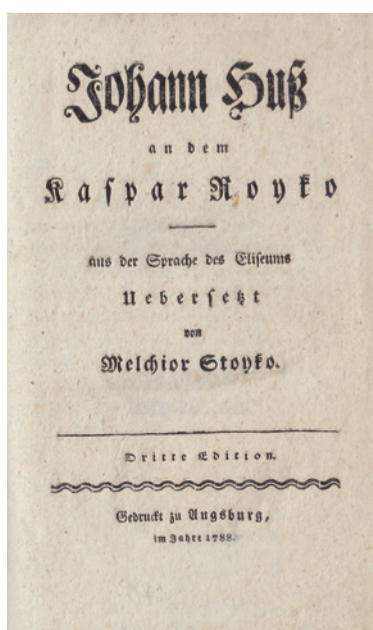 Johann Huß
an dem
Kaspar Royko
aus der Sprache des Eliseums
Uebersetzt
von
Melchior Stoyko.
Dritte Edition.
Gedruckt zu Augsburg,
im Jahre 1788.